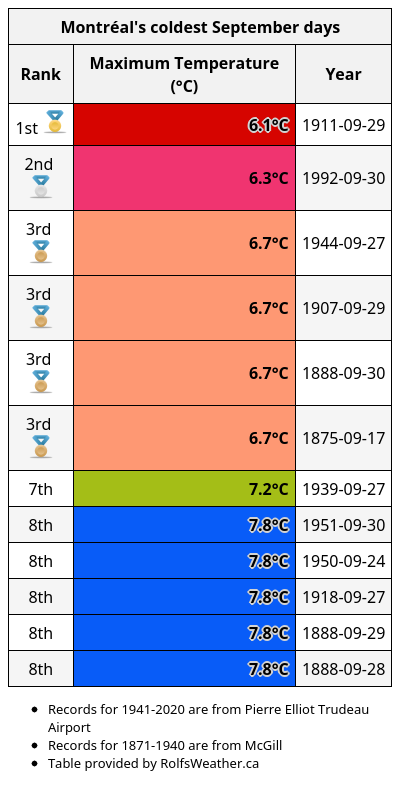 Montréal's coldest September days
Rank Maximum Temperature (°C) Year
1st 6.1°C 1911-09-29
2nd 6.3°C 1992-09-30
3rd 6.7°C 1944-09-27
3rd 6.7°C 1907-09-29
3rd 6.7°C 1888-09-30
3rd 6.7°C 1875-09-17
7th 7.2°C 1939-09-27
8th 7.8°C 1951-09-30
8th 7.8°C 1950-09-24
8th 7.8°C 1918-09-27
8th 7.8°C 1888-09-29
8th 7.8°C 1888-09-28
Records for 1941-2020 are from Pierre Elliot Trudeau
Airport
Records for 1871-1940 are from McGill
Table provided by RolfsWeather.ca